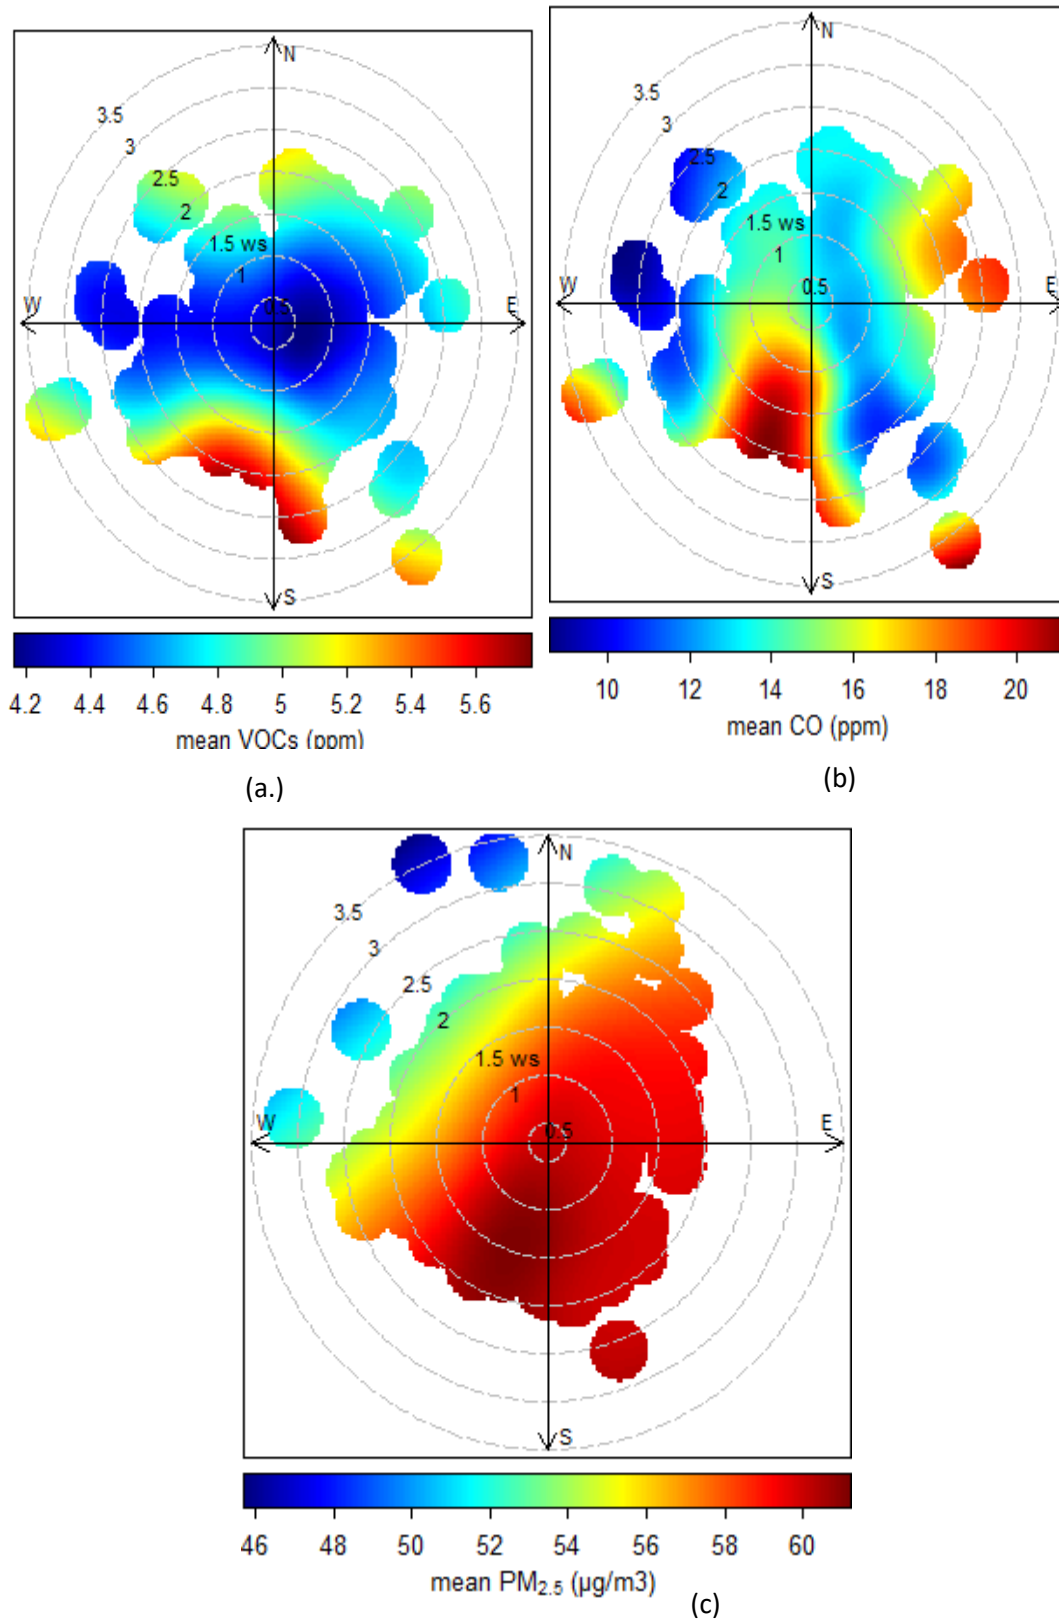 N
3.5
3
2.5
2
1.5 ws
1
0.5
W
E
S
4.2 4.4 4.6 4.8 5 5.2 5.4 5.6
mean VOCs (ppm)
(a.)
N
3.5
2.5
2
1.5 ws
1
0.5
W
E
S
10 12 14 16 18 20
mean CO (ppm)
(b)
N
3.5
3
2.5
2
1.5 ws
1
0.5
W
E
S
46 48 50 52 54 56 58 60
mean PM2.5 (µg/m3)
(c)